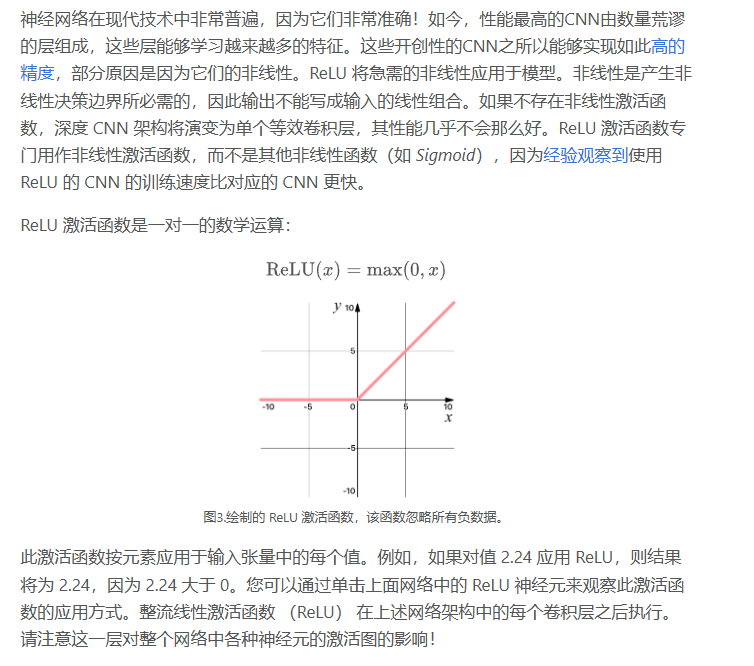 神经网络在现代技术中非常普遍，因为它们非常准确！如今，性能最高的CNN由数量荒谬
的层组成，这些层能够学习越来越多的特征。这些开创性的CNN之所以能够实现如此高的
精度，部分原因是因为它们的非线性。ReLU 将急需的非线性应用于模型。非线性是产生非
线性决策边界所必需的，因此输出不能写成输入的线性组合。如果不存在非线性激活函
数，深度 CNN 架构将演变为单个等效卷积层，其性能几乎不会那么好。ReLU 激活函数专
门用作非线性激活函数，而不是其他非线性函数（如 Sigmoid），因为经验观察到使用
ReLU 的 CNN 的训练速度比对应的 CNN 更快。
ReLU 激活函数是一对一的数学运算：
ReLU(x) = max(0, x)
y 10
5
-10 -5 0 5 10
x
-5
-10
图3.绘制的 ReLU 激活函数，该函数忽略所有负数据。
此激活函数按元素应用于输入张量中的每个值。例如，如果对值 2.24 应用 ReLU，则结果
将为 2.24，因为 2.24 大于 0。您可以通过单击上面网络中的 ReLU 神经元来观察此激活函
数的应用方式。整流线性激活函数 （ReLU） 在上述网络架构中的每个卷积层之后执行。
请注意这一层对整个网络中各种神经元的激活图的影响！